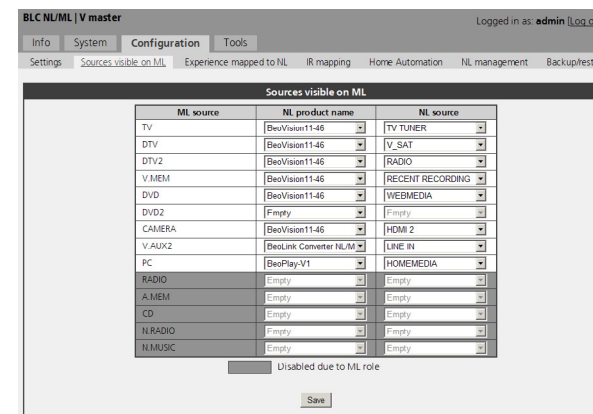 BLC NL/ML | V master
Logged in as: admin [Log o
Info System Configuration Tools
Settings Sources visible on ML Experience mapped to NL IR mapping Home Automation NL management Backup/rest
Sources visible on ML
ML source NL product name NL source
TV BeoVision11-46 TV TUNER
DTV BeoVision11-46 V_SAT
DTV2 BeoVision11-46 RADIO
V.MEM BeoVision11-46 RECENT RECORDING
DVD BeoVision11-46 WEBMEDIA
DVD2 Empty Empty
CAMERA BeoVision11-46 HDMI 2
V.AUX2 BeoLink Converter NL/M LINE IN
PC BeoPlay-V1 HOMEMEDIA
RADIO Empty Empty
A.MEM Empty Empty
CD Empty Empty
N.RADIO Empty Empty
N.MUSIC Empty Empty
Disabled due to ML role
Save